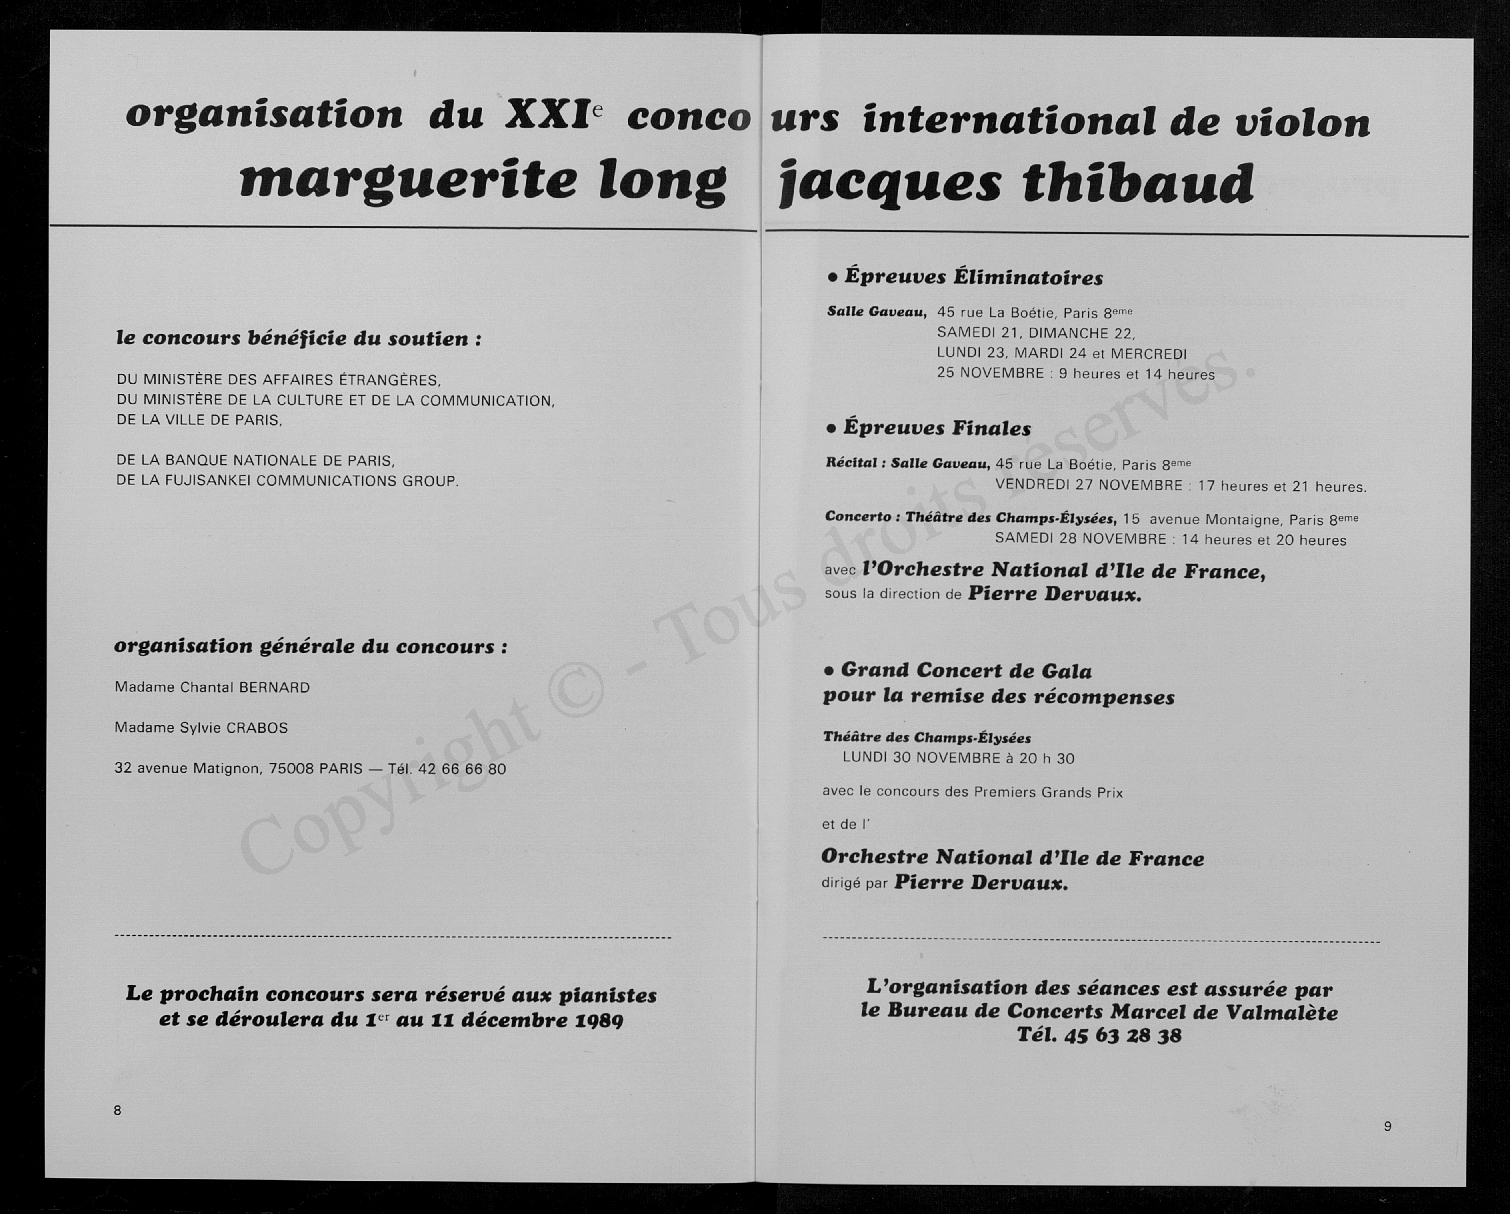 organisation du XXIe concours international de violon
marguerite long jacques thibaud
le concours bénéficie du soutien :
DU MINISTÈRE DES AFFAIRES ÉTRANGÈRES,
DU MINISTÈRE DE LA CULTURE ET DE LA COMMUNICATION,
DE LA VILLE DE PARIS,
DE LA BANQUE NATIONALE DE PARIS,
DE LA FUJISANKEI COMMUNICATIONS GROUP.
organisation générale du concours :
Madame Chantal BERNARD
Madame Sylvie CRABOS
32 avenue Matignon, 75008 PARIS — Tél. 42 66 66 80
Le prochain concours sera réservé aux pianistes
et se déroulera du 1er au 11 décembre 1989
8
• Épreuves Éliminatoires
Salle Gaveau, 45 rue La Boétie, Paris 8eme
SAMEDI 21, DIMANCHE 22,
LUNDI 23, MARDI 24 et MERCREDI
25 NOVEMBRE : 9 heures et 14 heures
• Épreuves Finales
Récital : Salle Gaveau, 45 rue La Boétie, Paris 8eme
VENDREDI 27 NOVEMBRE : 17 heures et 21 heures.
Concerto : Théâtre des Champs-Élysées, 15 avenue Montaigne, Paris 8eme
SAMEDI 28 NOVEMBRE : 14 heures et 20 heures
avec l'Orchestre National d'Ile de France,
sous la direction de Pierre Dervaux.
• Grand Concert de Gala
pour la remise des récompenses
Théâtre des Champs-Élysées
LUNDI 30 NOVEMBRE à 20 h 30
avec le concours des Premiers Grands Prix
et de l'
Orchestre National d'Ile de France
dirigé par Pierre Dervaux.
L'organisation des séances est assurée par
le Bureau de Concerts Marcel de Valmalète
Tél. 45 63 28 38
9
Copyright © - Tous droits réservés.